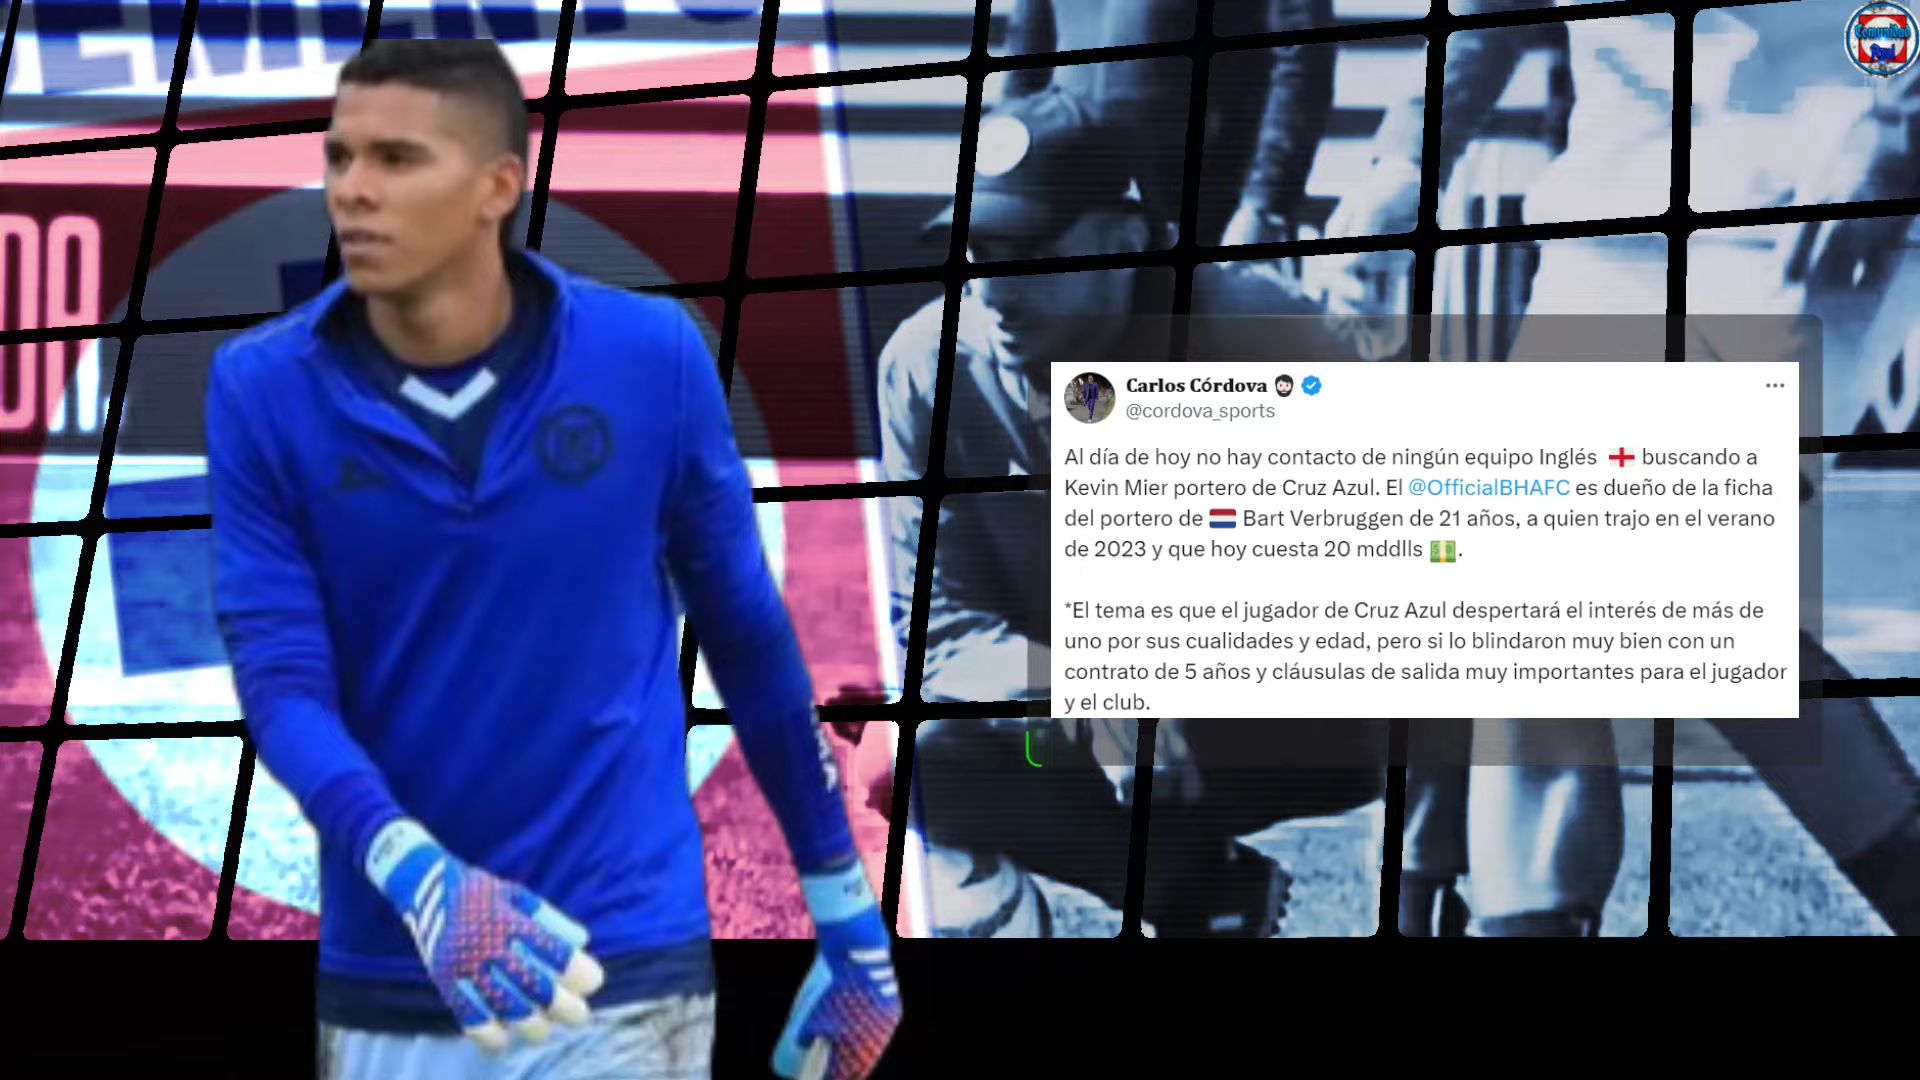 Comunidad
Azul
Carlos Córdova
@cordova_sports
Al día de hoy no hay contacto de ningún equipo Inglés buscando a
Kevin Mier portero de Cruz Azul. El @OfficialBHAFC es dueño de la ficha
del portero de Bart Verbruggen de 21 años, a quien trajo en el verano
de 2023 y que hoy cuesta 20 mddlls.
*El tema es que el jugador de Cruz Azul despertará el interés de más de
uno por sus cualidades y edad, pero si lo blindaron muy bien con un
contrato de 5 años y cláusulas de salida muy importantes para el jugador
y el club.